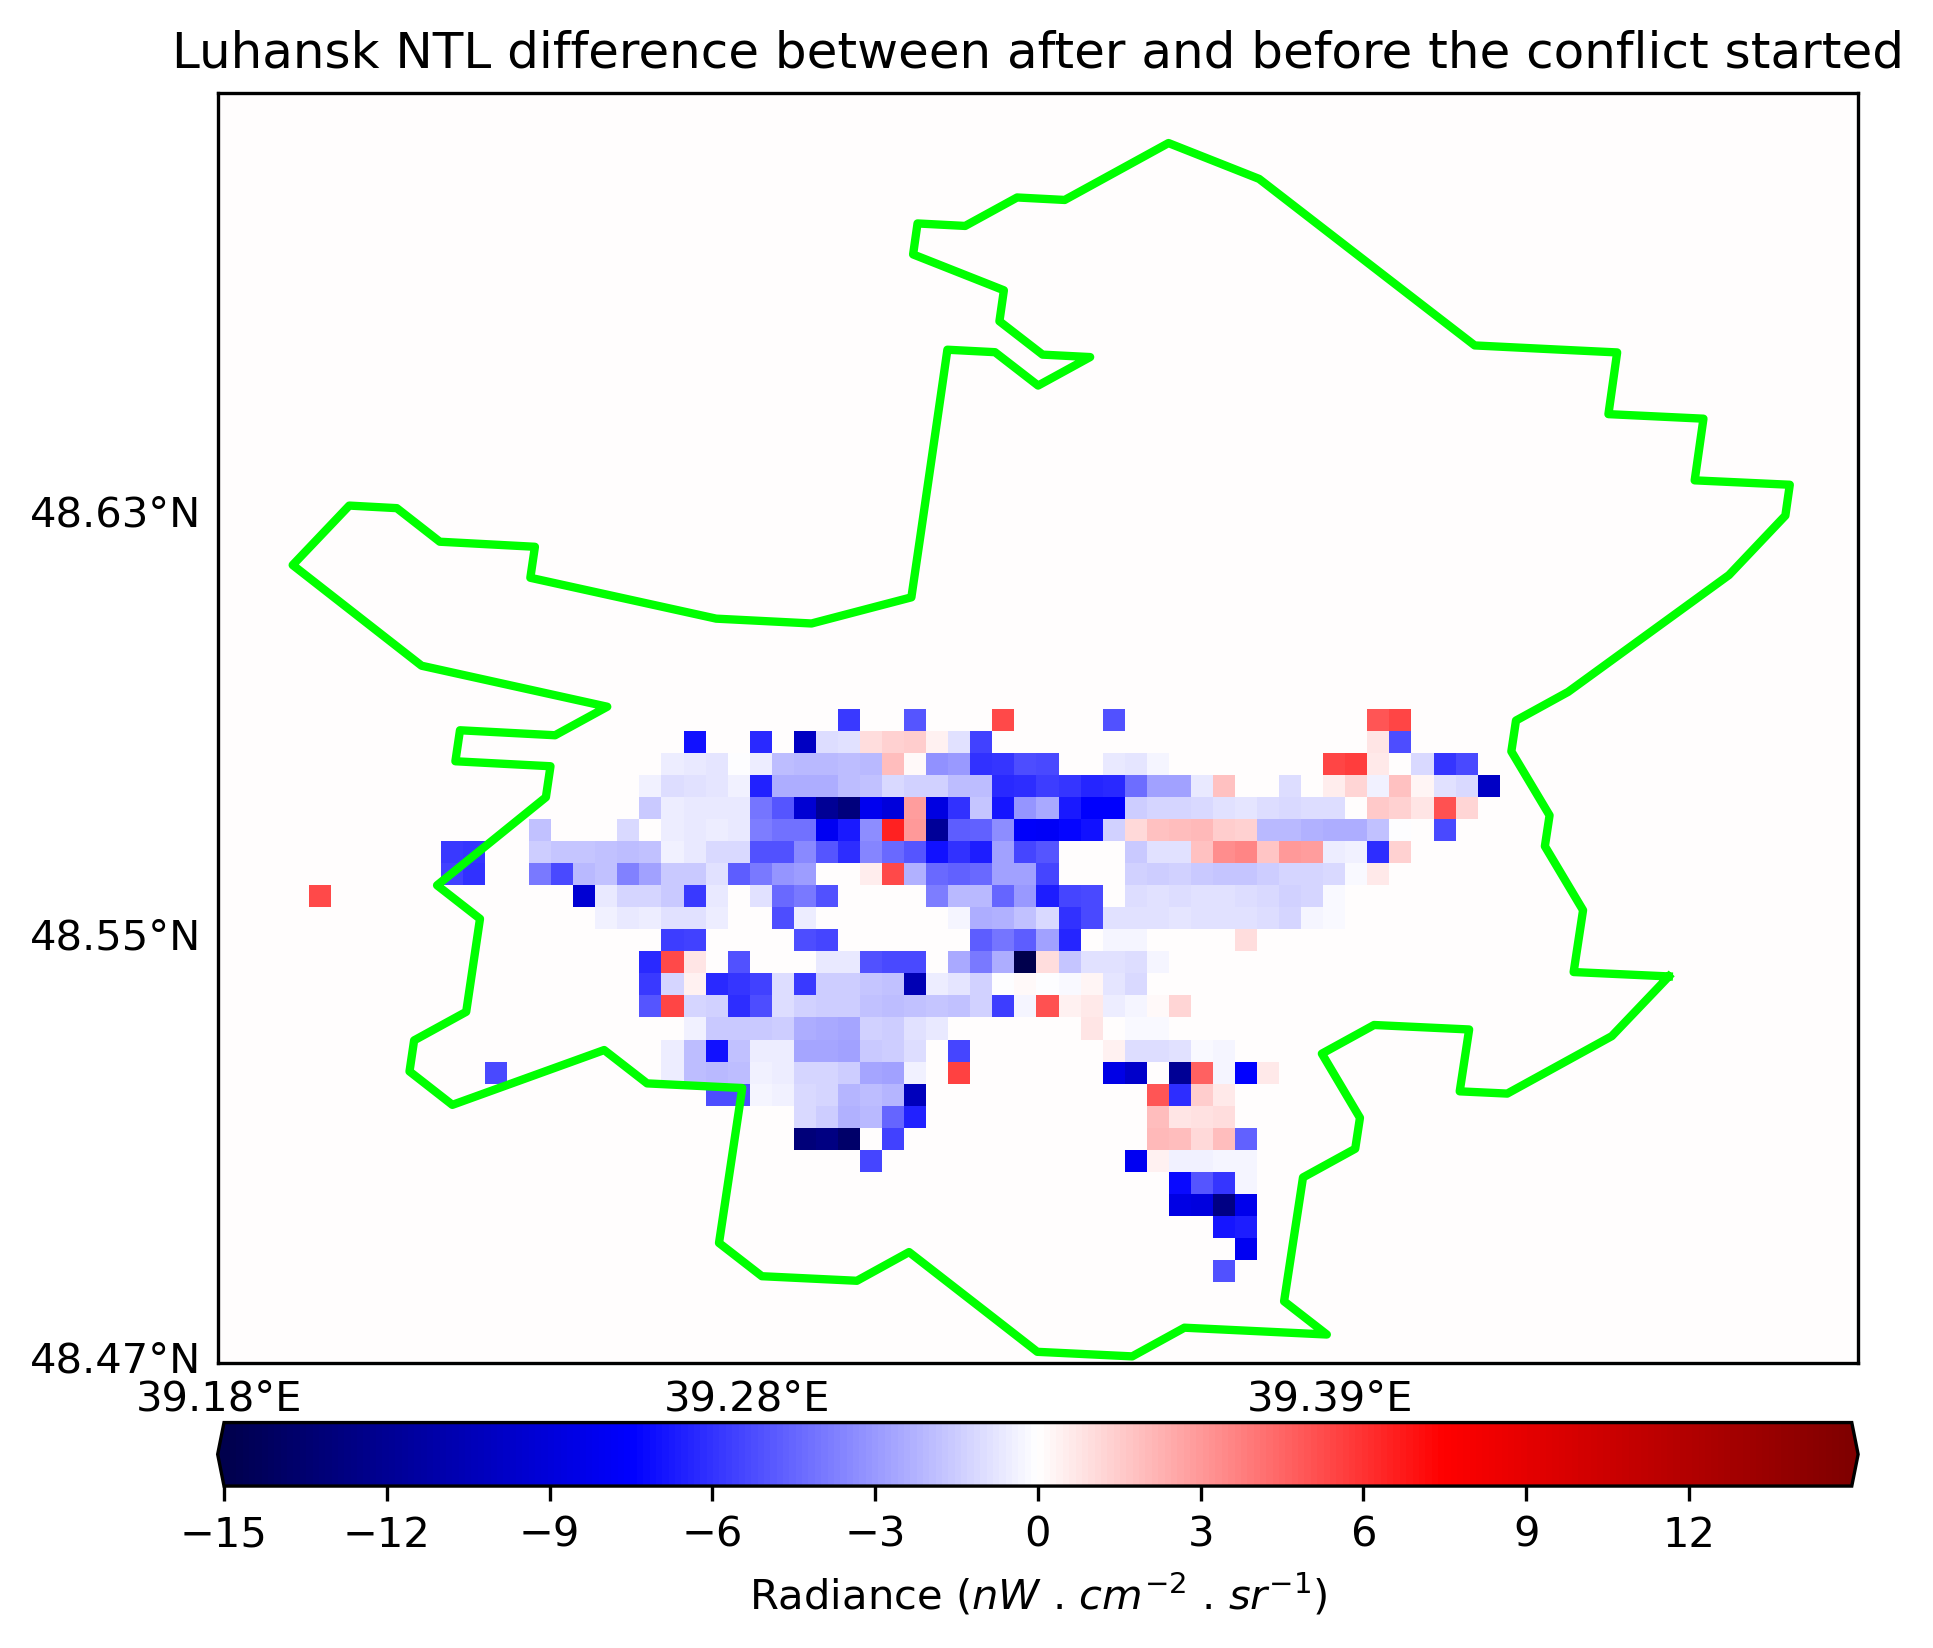 Luhansk NTL difference between after and before the conflict started
48.63°N
48.55°N
48.47°N
39.18°E 39.28°E 39.39°E
−15 −12 −9 −6 −3 0 3 6 9 12
Radiance (nW . cm⁻² . sr⁻¹)